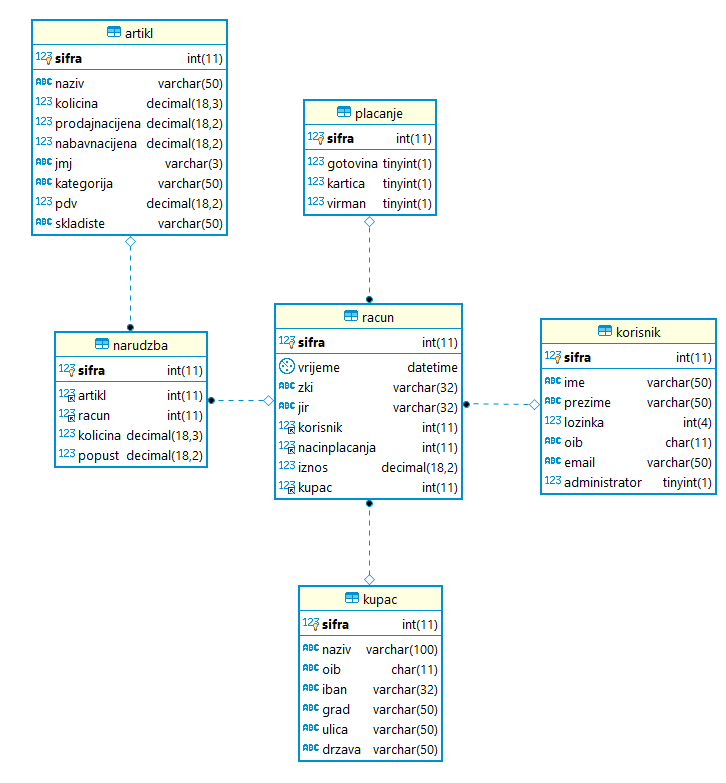 artikl
123 sifra int(11)
ABC naziv varchar(50)
123 kolicina decimal(18,3)
123 prodajnacijena decimal(18,2)
123 nabavnacijena decimal(18,2)
ABC jmj varchar(3)
ABC kategorija varchar(50)
123 pdv decimal(18,2)
ABC skladiste varchar(50)
placanje
123 sifra int(11)
123 gotovina tinyint(1)
123 kartica tinyint(1)
123 virman tinyint(1)
narudzba
123 sifra int(11)
123 artikl int(11)
123 racun int(11)
123 kolicina decimal(18,3)
123 popust decimal(18,2)
racun
123 sifra int(11)
vrijeme datetime
ABC zki varchar(32)
ABC jir varchar(32)
123 korisnik int(11)
123 nacinplacanja int(11)
123 iznos decimal(18,2)
123 kupac int(11)
korisnik
123 sifra int(11)
ABC ime varchar(50)
ABC prezime varchar(50)
123 lozinka int(4)
ABC oib char(11)
ABC email varchar(50)
123 administrator tinyint(1)
kupac
123 sifra int(11)
ABC naziv varchar(100)
ABC oib char(11)
ABC iban varchar(32)
ABC grad varchar(50)
ABC ulica varchar(50)
ABC drzava varchar(50)